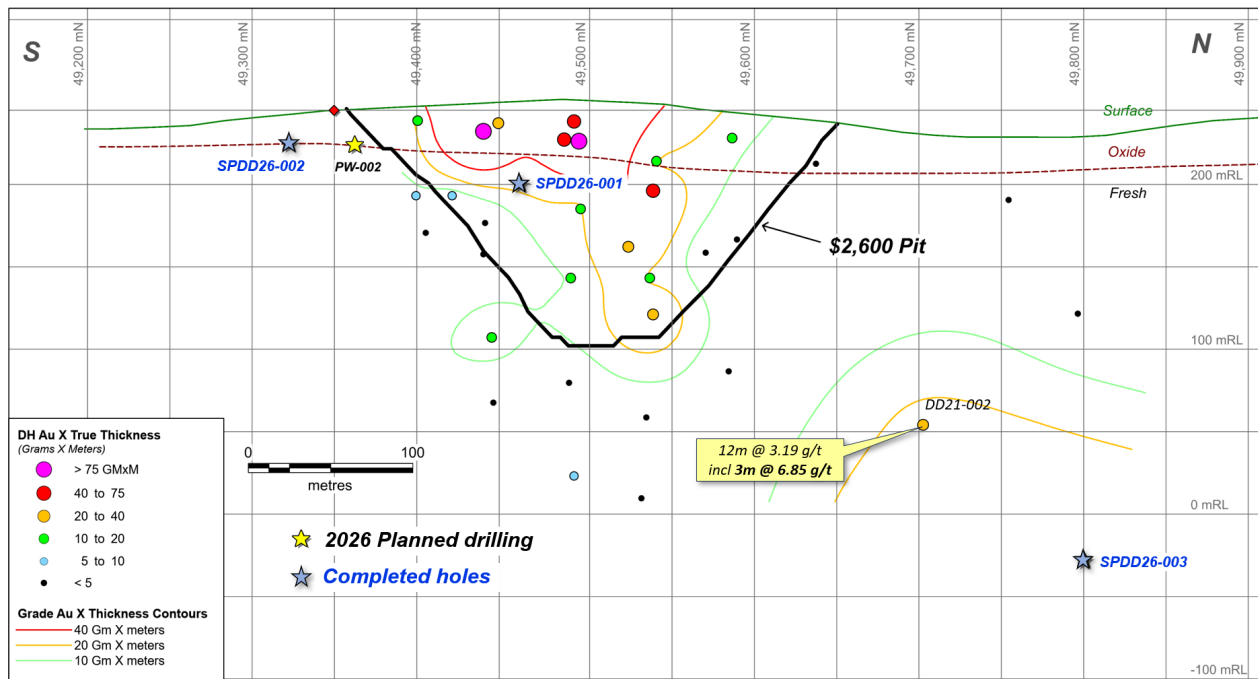 S
N
49,200 mN
49,300 mN
49,400 mN
49,500 mN
49,600 mN
49,700 mN
49,800 mN
49,900 mN
Surface
Oxide
Fresh
SPDD26-002
PW-002
SPDD26-001
200 mRL
$2,600 Pit
100 mRL
DD21-002
12m @ 3.19 g/t
incl 3m @ 6.85 g/t
0 mRL
SPDD26-003
-100 mRL
0
100
metres
2026 Planned drilling
Completed holes
DH Au X True Thickness
(Grams X Meters)
> 75 GMxM
40 to 75
20 to 40
10 to 20
5 to 10
< 5
Grade Au X Thickness Contours
40 Gm X meters
20 Gm X meters
10 Gm X meters